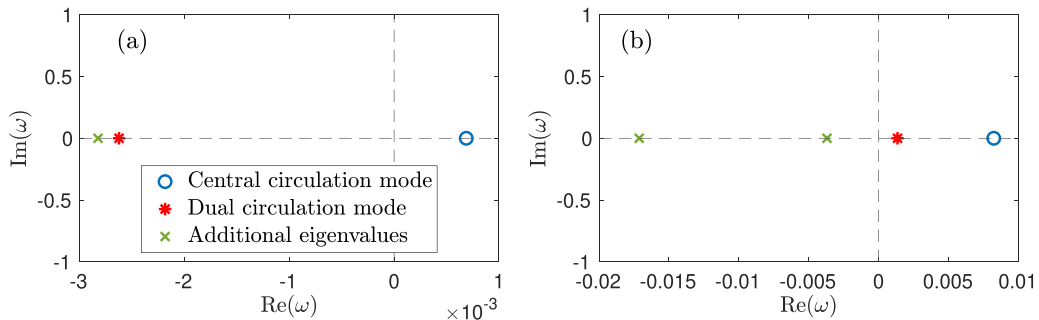 (a)
1
0.5
0
-0.5
-1
Im(ω)
Central circulation mode
Dual circulation mode
Additional eigenvalues
-3 -2 -1 0 1
Re(ω)
×10⁻³
(b)
1
0.5
0
-0.5
-1
Im(ω)
-0.02 -0.015 -0.01 -0.005 0 0.005 0.01
Re(ω)